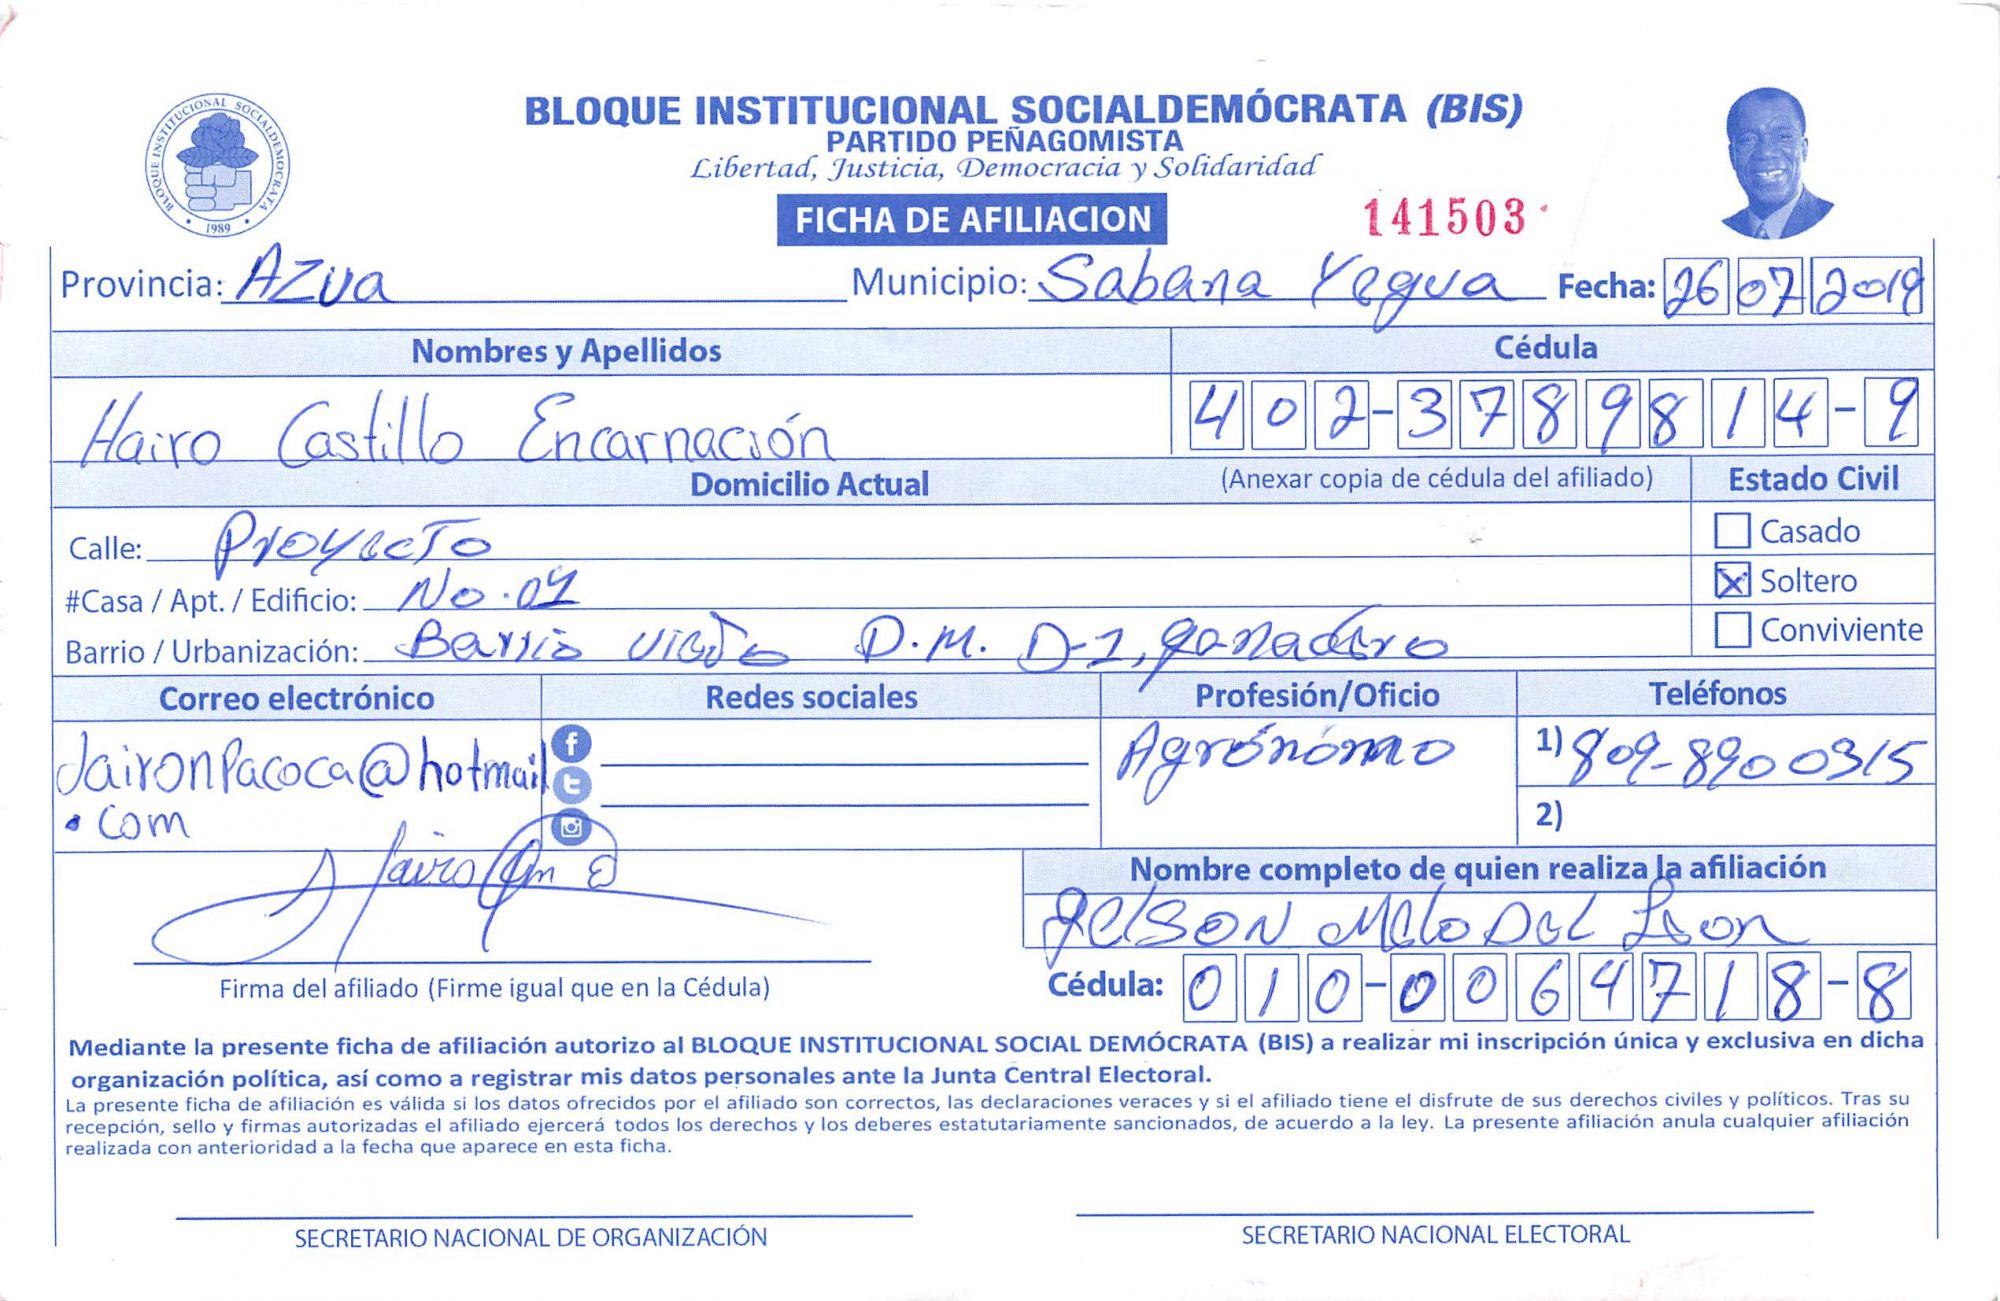 BLOQUE INSTITUCIONAL SOCIALDEMOCRATA
1989
BLOQUE INSTITUCIONAL SOCIALDEMÓCRATA (BIS)
PARTIDO PEÑAGOMISTA
Libertad, Justicia, Democracia y Solidaridad
FICHA DE AFILIACION 141503
Provincia: AZUA Municipio: Sabana Yegua Fecha: 26 07 2019
Nombres y Apellidos Cédula
Hairo Castillo Encarnación 402-3789814-9
Domicilio Actual (Anexar copia de cédula del afiliado) Estado Civil
Calle: Proyecto Casado
#Casa / Apt. / Edificio: No. 07 X Soltero
Barrio / Urbanización: Barrio viejo D.M. D-1, ganadero Conviviente
Correo electrónico Redes sociales Profesión/Oficio Teléfonos
JaironPacoca@hotmail f Agrónómo 1) 809-8900315
.com 2)
Nombre completo de quien realiza la afiliación
Melo Del Leon
Firma del afiliado (Firme igual que en la Cédula) Cédula: 010-0064718-8
Mediante la presente ficha de afiliación autorizo al BLOQUE INSTITUCIONAL SOCIAL DEMÓCRATA (BIS) a realizar mi inscripción única y exclusiva en dicha
organización política, así como a registrar mis datos personales ante la Junta Central Electoral.
La presente ficha de afiliación es válida si los datos ofrecidos por el afiliado son correctos, las declaraciones veraces y si el afiliado tiene el disfrute de sus derechos civiles y políticos. Tras su
recepción, sello y firmas autorizadas el afiliado ejercerá todos los derechos y los deberes estatutariamente sancionados, de acuerdo a la ley. La presente afiliación anula cualquier afiliación
realizada con anterioridad a la fecha que aparece en esta ficha.
SECRETARIO NACIONAL DE ORGANIZACIÓN SECRETARIO NACIONAL ELECTORAL